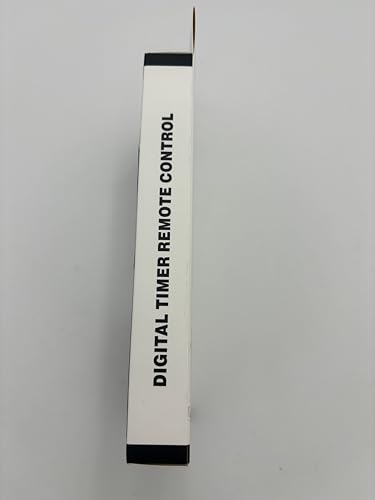 DIGITAL TIMER REMOTE CONTROL